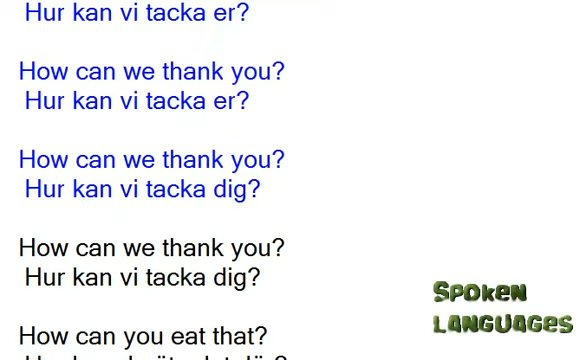 Hur kan vi tacka er?
How can we thank you?
Hur kan vi tacka er?
How can we thank you?
Hur kan vi tacka dig?
How can we thank you?
Hur kan vi tacka dig?
How can you eat that?
Spoken
Languages